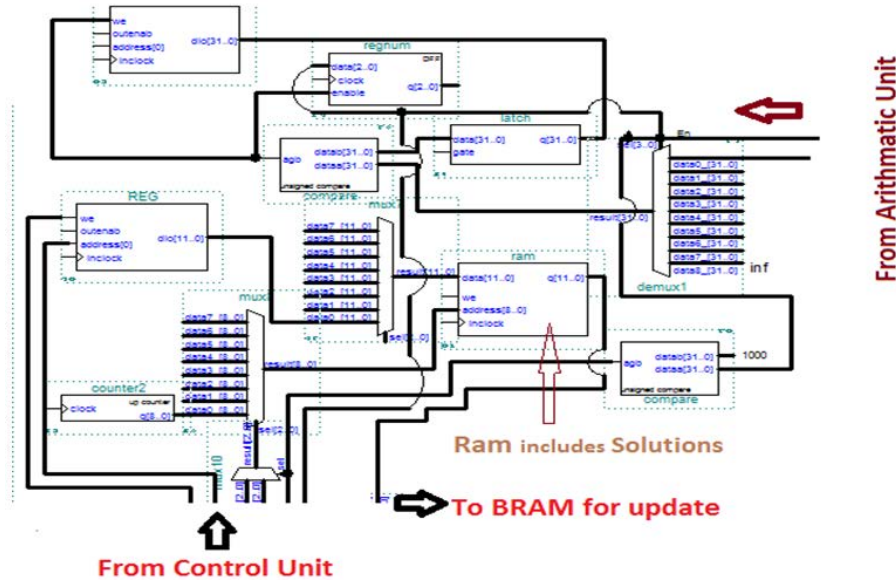 we
outenab
address[0]
inclock
dio[31..0]
regnum
DFF
data[2..0]
clock
enable
q[2..0]
latch
data[31..0]
gate
q[31..0]
En
sel[3..0]
From Arithmatic Unit
agb
datab[31..0]
dataa[31..0]
unsigned compare
compare
data0_[31..0]
data1_[31..0]
data2_[31..0]
data3_[31..0]
data4_[31..0]
data5_[31..0]
data6_[31..0]
data7_[31..0]
data8_[31..0]
result[31..0]
inf
demux1
REG
we
outenab
address[0]
inclock
dio[11..0]
data7_[11..0]
data6_[11..0]
data5_[11..0]
data4_[11..0]
data3_[11..0]
data2_[11..0]
data1_[11..0]
data0_[11..0]
result[11..0]
ram
data[11..0]
we
address[8..0]
inclock
q[11..0]
data7_[8..0]
data6_[8..0]
data5_[8..0]
data4_[8..0]
data3_[8..0]
data2_[8..0]
data1_[8..0]
data0_[8..0]
result[8..0]
sel[2..0]
counter2
up counter
clock
q[8..0]
agb
datab[31..0]
dataa[31..0]
unsigned compare
compare
1000
mux10
result[2..0]
sel
[2..0]
[2..0]
Ram includes Solutions
To BRAM for update
From Control Unit